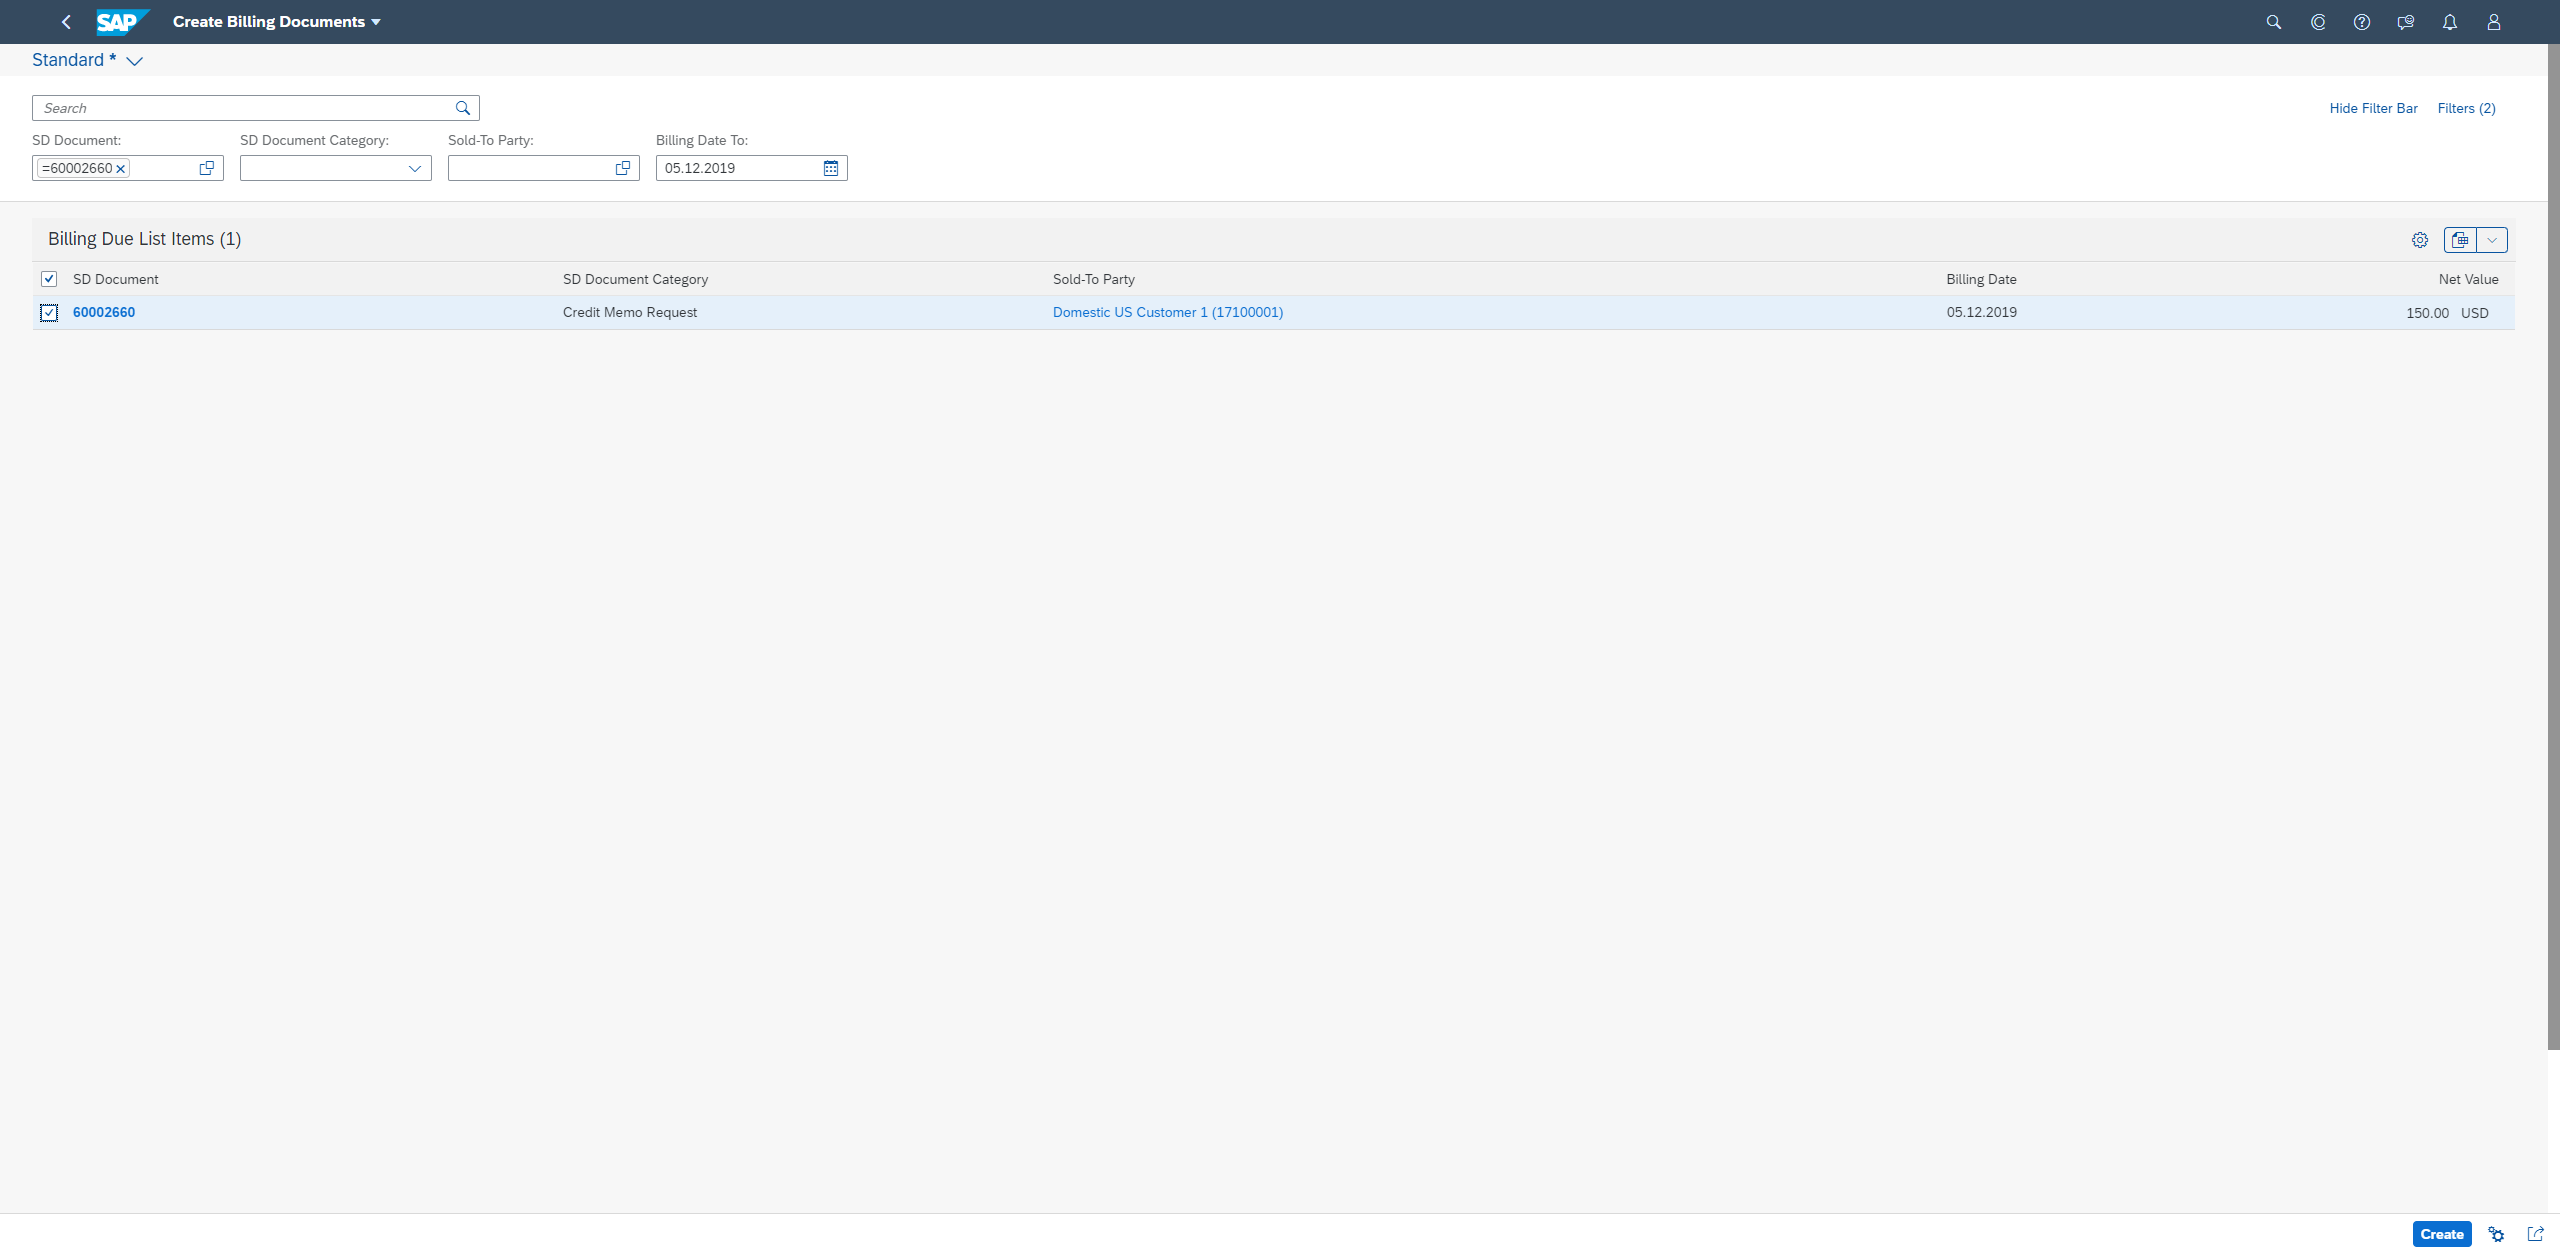 SAP Create Billing Documents
Standard *
Search
Hide Filter Bar Filters (2)
SD Document: SD Document Category: Sold-To Party: Billing Date To:
=60002660 05.12.2019
Billing Due List Items (1)
SD Document SD Document Category Sold-To Party Billing Date Net Value
60002660 Credit Memo Request Domestic US Customer 1 (17100001) 05.12.2019 150.00 USD
Create